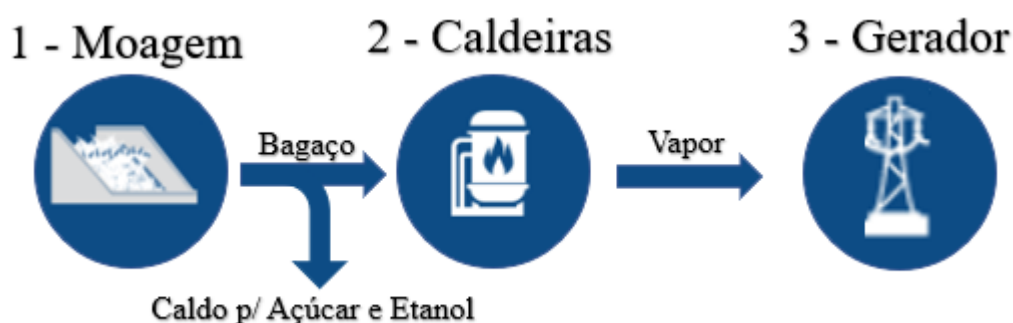 1 - Moagem
2 - Caldeiras
3 - Gerador
Bagaço
Vapor
Caldo p/ Açúcar e Etanol